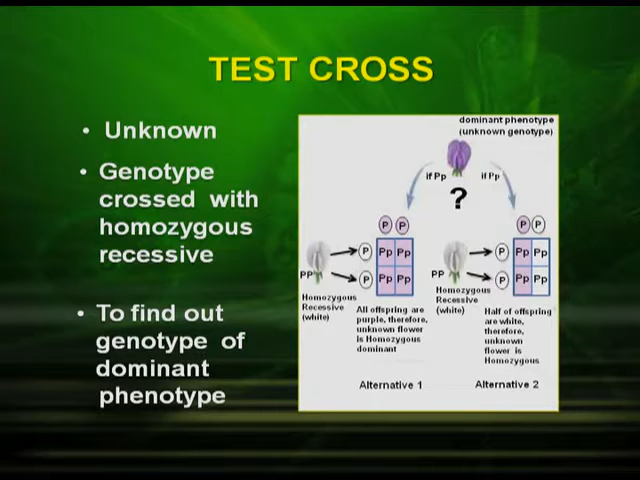 TEST CROSS
• Unknown
• Genotype
crossed with
homozygous
recessive
• To find out
genotype of
dominant
phenotype
dominant phenotype
(unknown genotype)
if Pp
if Pp
?
P P
P
Pp Pp
P
Pp Pp
PP
Homozygous
Recessive
(white)
All offspring are
purple, therefore,
unknown flower
is Homozygous
dominant
Alternative 1
P P
P
Pp Pp
P
Pp Pp
PP
Homozygous
Recessive
(white)
Half of offspring
are white,
therefore,
unknown
flower is
Homozygous
Alternative 2